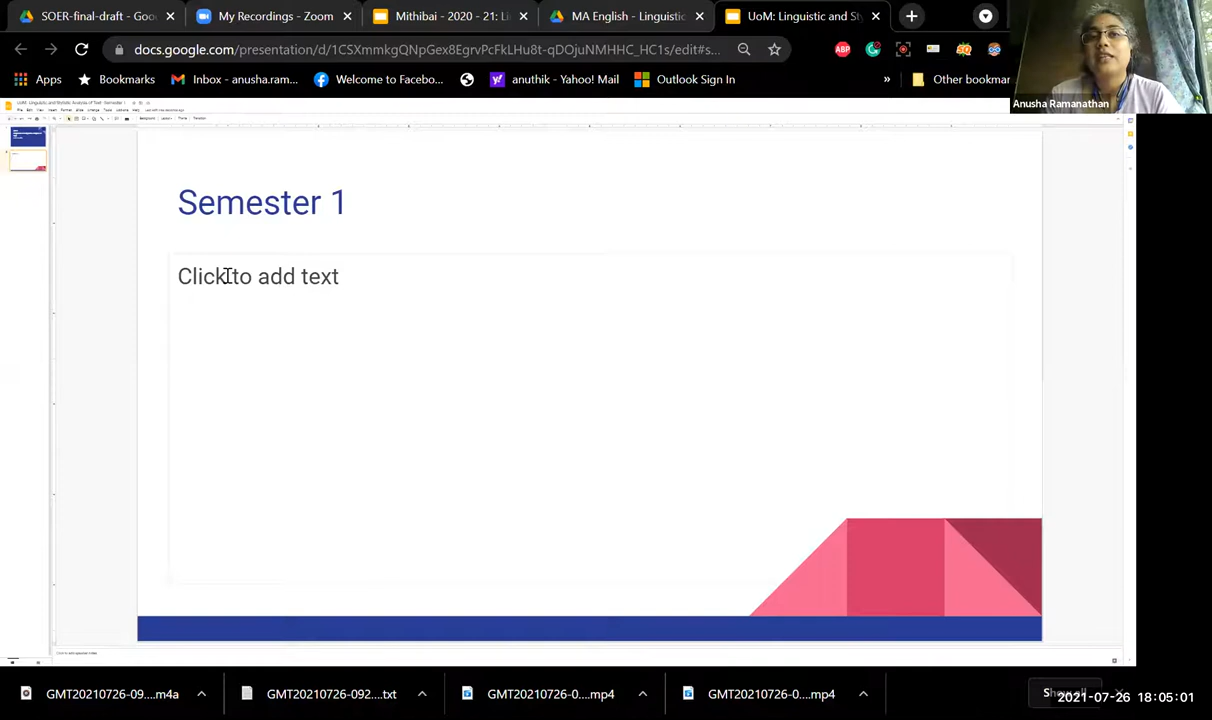 SOER-final-draft - Goo
My Recordings - Zoom
Mithibai - 2020 - 21: Li
MA English - Linguistic
UoM: Linguistic and Sty
docs.google.com/presentation/d/1CSXmmkgQNpGex8EgrvPcFkLHu8t-qDOjuNMHHC_HC1s/edit#s...
ABP
Apps
Bookmarks
Inbox - anusha.ram...
Welcome to Facebo...
anuthik - Yahoo! Mail
Outlook Sign In
»
Other bookmar
Anusha Ramanathan
Semester 1
Click to add text
GMT20210726-09....m4a
GMT20210726-092....txt
GMT20210726-0....mp4
GMT20210726-0....mp4
2021-07-26 18:05:01